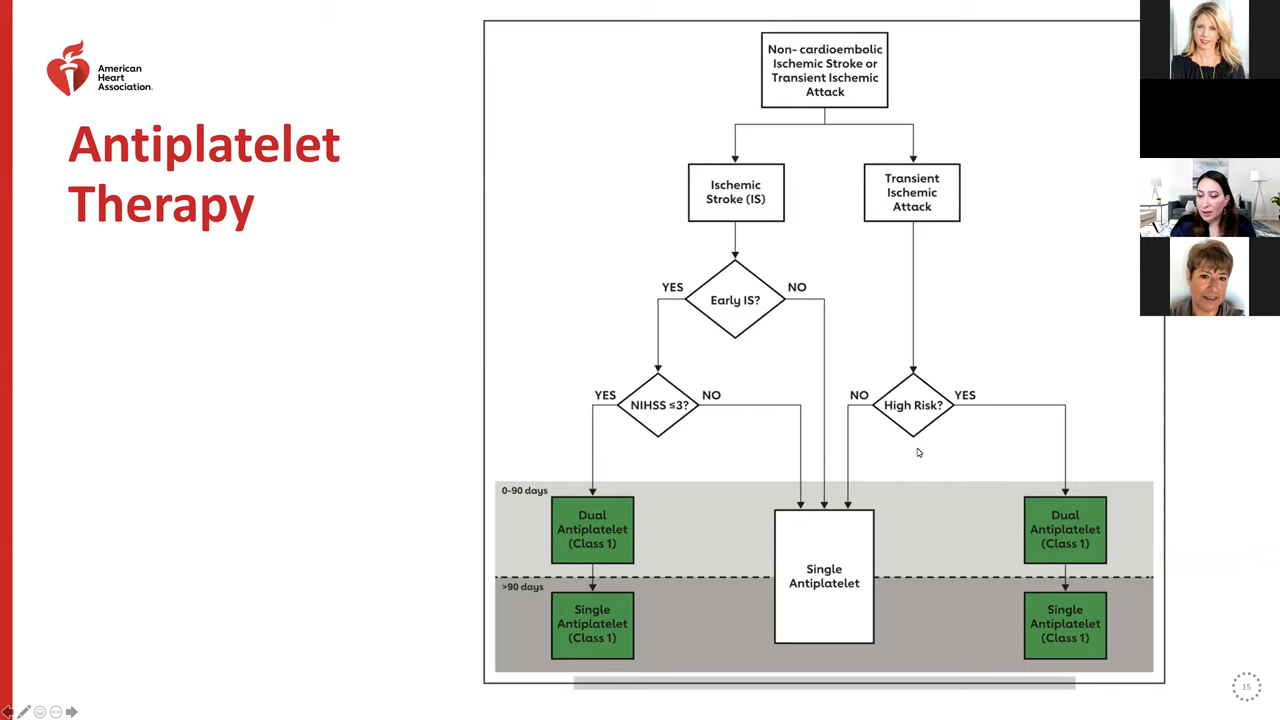 American
Heart
Association.
Antiplatelet
Therapy
Non- cardioembolic
Ischemic Stroke or
Transient Ischemic
Attack
Ischemic
Stroke (IS)
Transient
Ischemic
Attack
YES
Early IS?
NO
YES
NIHSS ≤3?
NO
NO
High Risk?
YES
0-90 days
Dual
Antiplatelet
(Class 1)
Single
Antiplatelet
Dual
Antiplatelet
(Class 1)
>90 days
Single
Antiplatelet
(Class 1)
Single
Antiplatelet
(Class 1)
15